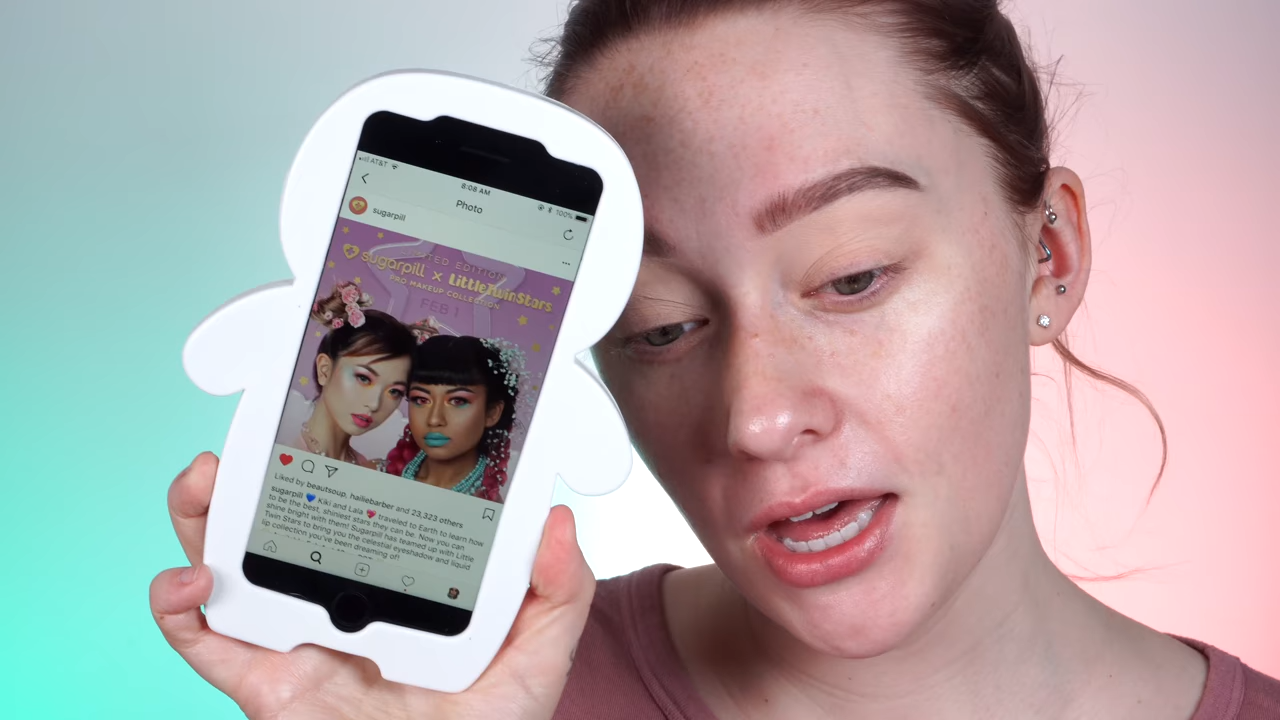 AT&T
8:08 AM
100%
Photo
sugarpill
LIMITED EDITION
sugarpill x LittleTwinStars
PRO MAKEUP COLLECTION
FEB 1
Liked by beautsoup, hailiebarber and 23,323 others
sugarpill 💙 Kiki and Lala 💖 traveled to Earth to learn how
to be the best, shiniest stars they can be. Now you can
shine bright with them! Sugarpill has teamed up with Little
Twin Stars to bring you the celestial eyeshadow and liquid
lip collection you've been dreaming of!